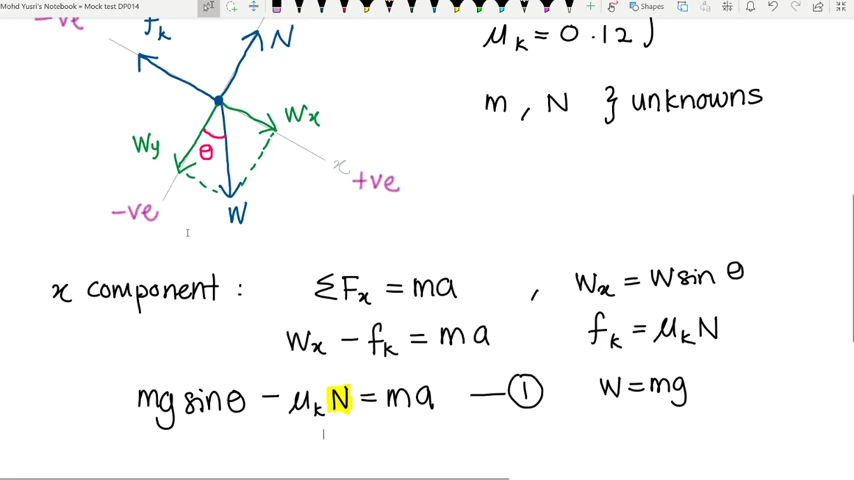 Mohd Yusri's Notebook » Mock test DP014
Shapes
-ve
fk
N
μk = 0.12
m , N } unknowns
Wx
Wy
θ
x
+ve
-ve
W
x component : ΣFx = ma , Wx = W sin θ
Wx − fk = ma fk = μk N
mg sin θ − μk N = ma — ① W = mg